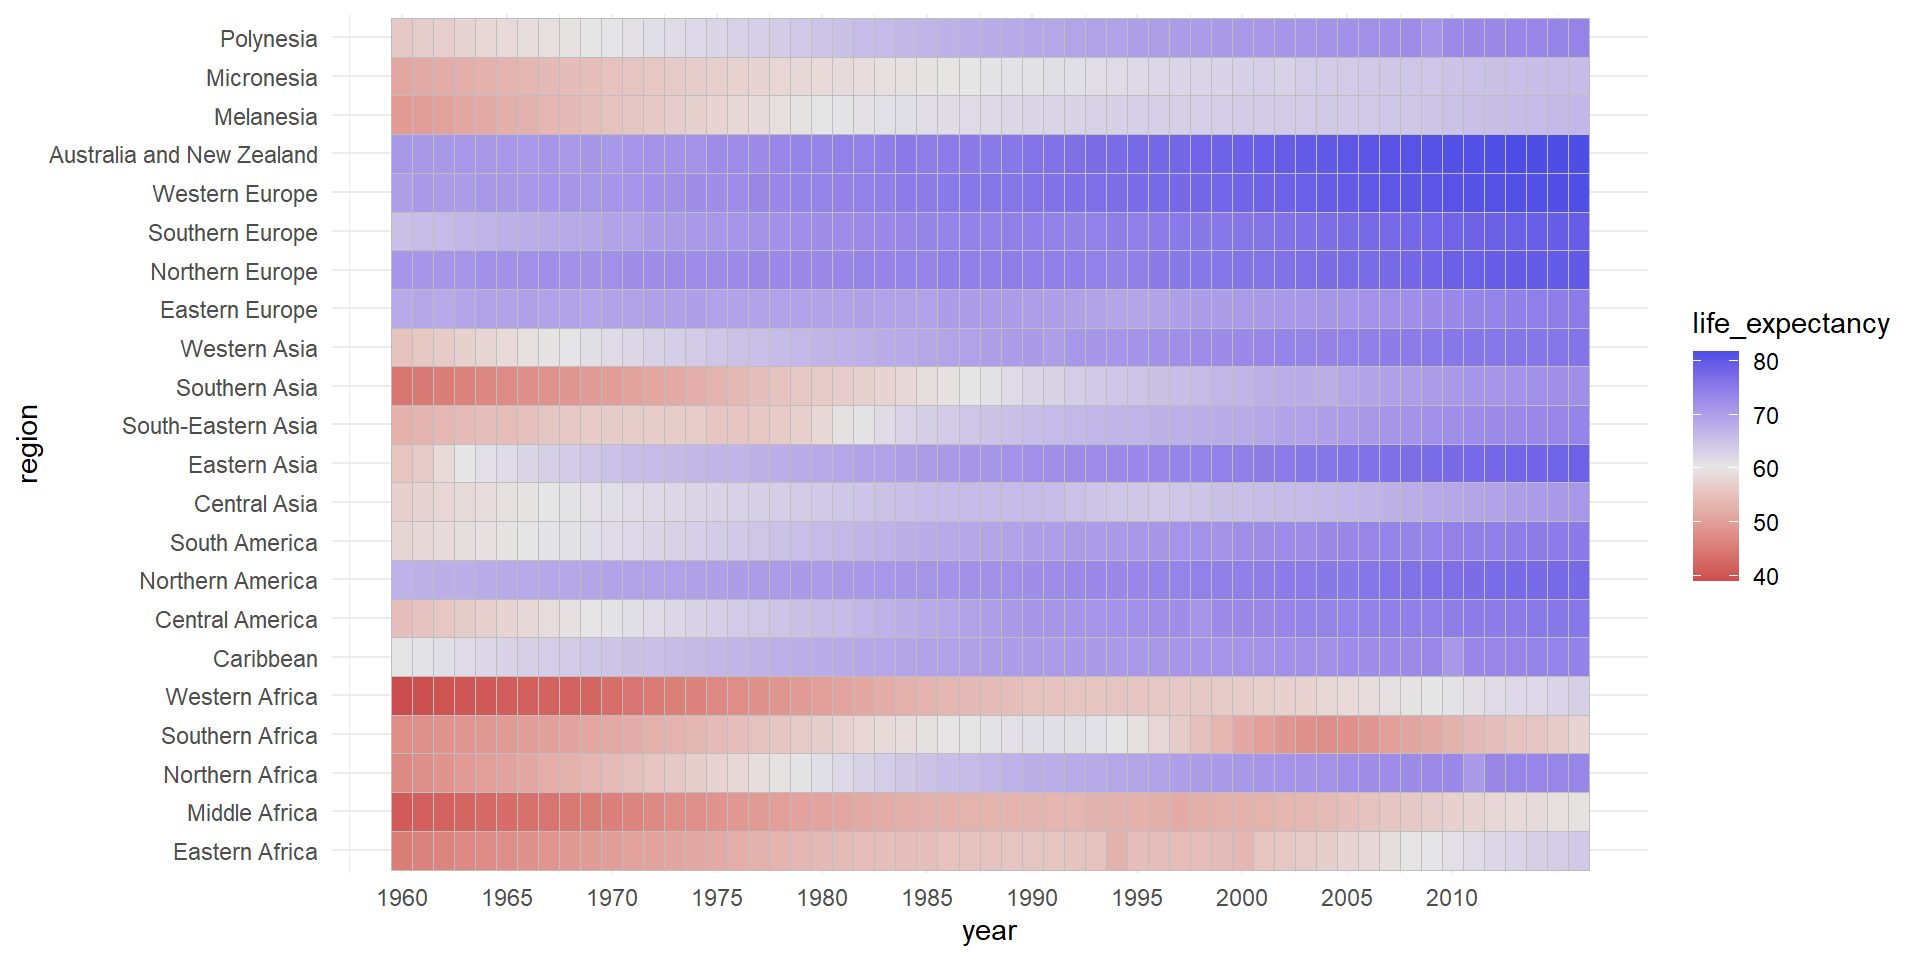 Polynesia
Micronesia
Melanesia
Australia and New Zealand
Western Europe
Southern Europe
Northern Europe
Eastern Europe
Western Asia
Southern Asia
South-Eastern Asia
Eastern Asia
Central Asia
South America
Northern America
Central America
Caribbean
Western Africa
Southern Africa
Northern Africa
Middle Africa
Eastern Africa
region
1960 1965 1970 1975 1980 1985 1990 1995 2000 2005 2010
year
life_expectancy
80
70
60
50
40